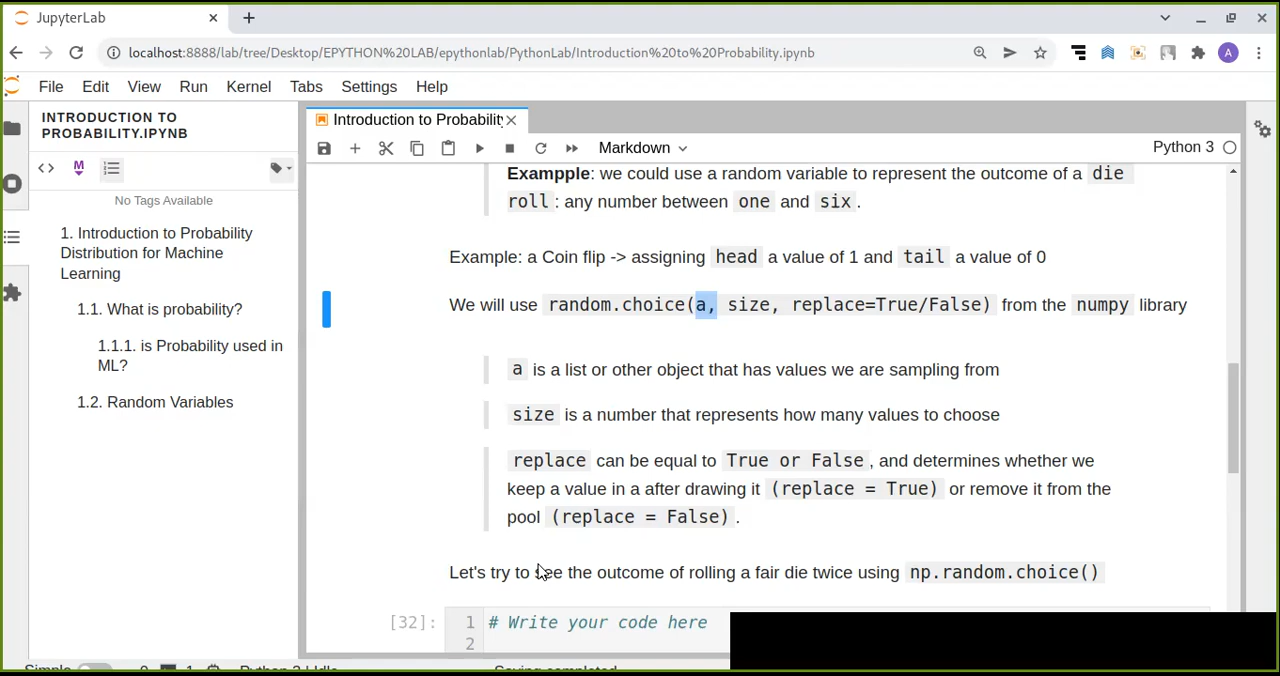 JupyterLab
localhost:8888/lab/tree/Desktop/EPYTHON%20LAB/epythonlab/PythonLab/Introduction%20to%20Probability.ipynb
A
File Edit View Run Kernel Tabs Settings Help
INTRODUCTION TO
PROBABILITY.IPYNB
Introduction to Probability
Markdown
Python 3
No Tags Available
1. Introduction to Probability
Distribution for Machine
Learning
1.1. What is probability?
1.1.1. is Probability used in
ML?
1.2. Random Variables
Exampple: we could use a random variable to represent the outcome of a die
roll: any number between one and six.
Example: a Coin flip -> assigning head a value of 1 and tail a value of 0
We will use random.choice(a, size, replace=True/False) from the numpy library
a is a list or other object that has values we are sampling from
size is a number that represents how many values to choose
replace can be equal to True or False, and determines whether we
keep a value in a after drawing it (replace = True) or remove it from the
pool (replace = False).
Let's try to see the outcome of rolling a fair die twice using np.random.choice()
[32]: 1 # Write your code here
2
Simple 0 1 Python 3 | Idle Saving completed